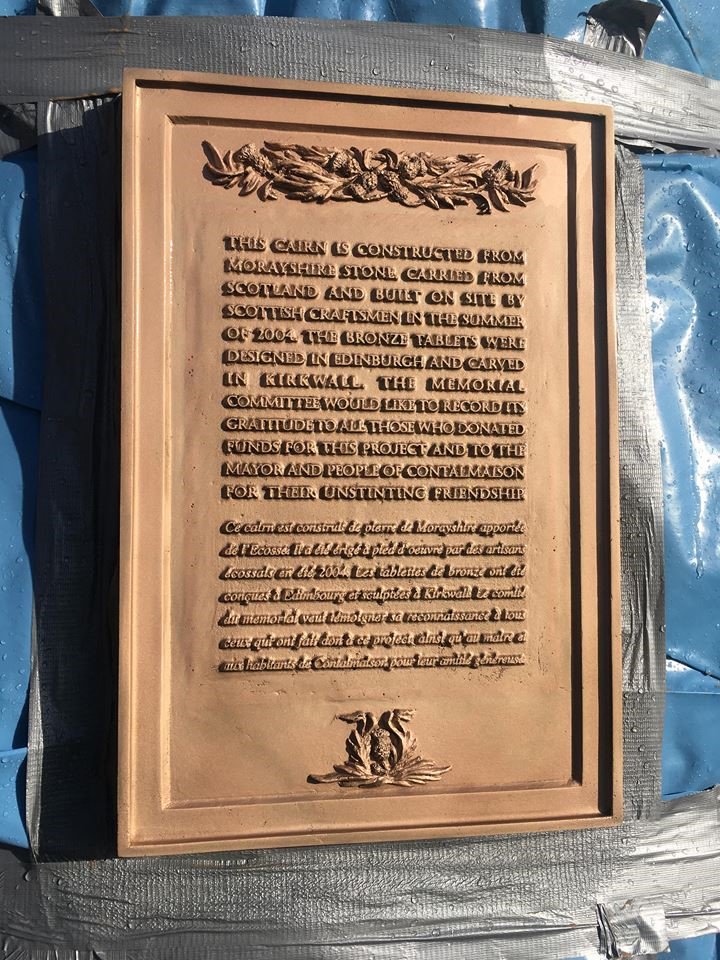 THIS CAIRN IS CONSTRUCTED FROM
MORAYSHIRE STONE CARRIED FROM
SCOTLAND AND BUILT ON SITE BY
SCOTTISH CRAFTSMEN IN THE SUMMER
OF 2004. THE BRONZE TABLETS WERE
DESIGNED IN EDINBURGH AND CARVED
IN KIRKWALL. THE MEMORIAL
COMMITTEE WOULD LIKE TO RECORD ITS
GRATITUDE TO ALL THOSE WHO DONATED
FUNDS FOR THIS PROJECT AND TO THE
MAYOR AND PEOPLE OF CONTALMAISON
FOR THEIR UNSTINTING FRIENDSHIP
Ce cairn est construis de pierre de Morayshire apportée
de l'Ecosse. Il a été érigé à pied d'oeuvre par des artisans
écossais en été 2004. Les tablettes de bronze ont été
conçues à Edimbourg et sculptées à Kirkwall. Le comité
du memorial veut témoigner sa reconnaissance à tous
ceux qui ont fait don à ce project, ainsi qu'au maire et
aux habitants de Contalmaison pour leur amitié généreuse.